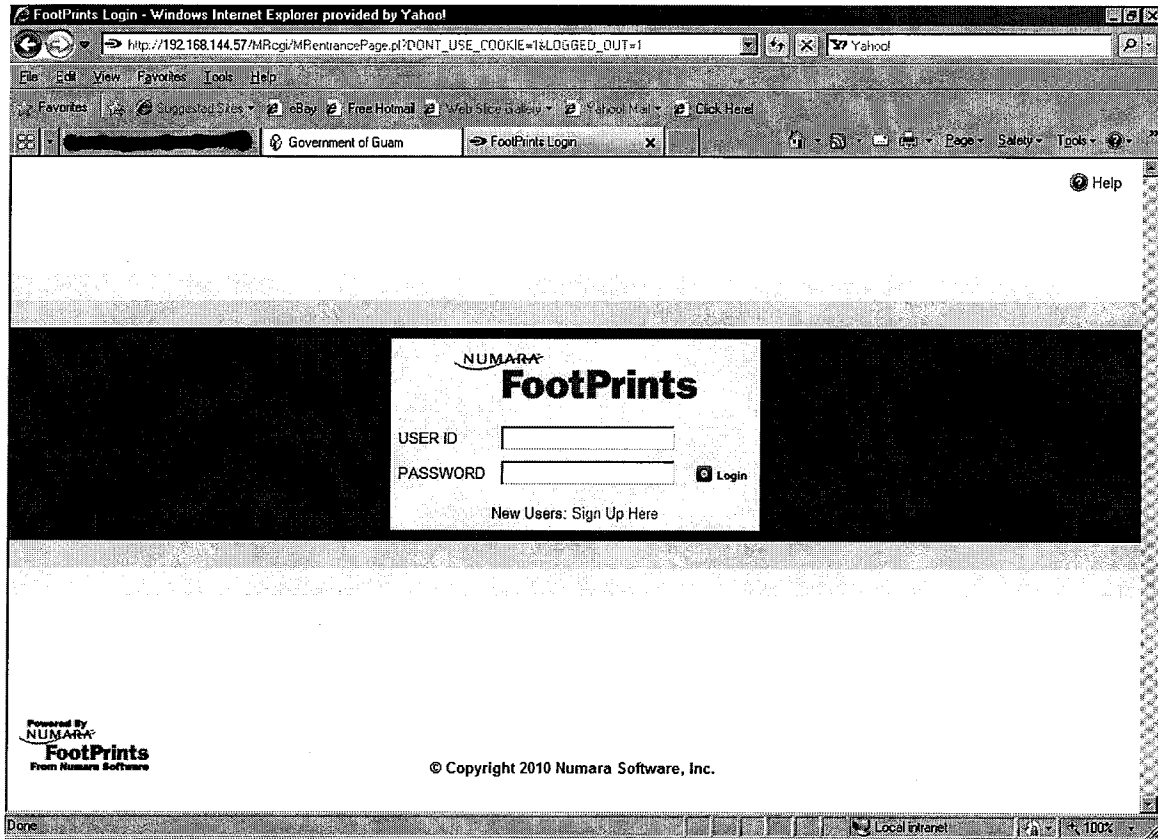 FootPrints Login - Windows Internet Explorer provided by Yahoo!
http://192.168.144.57/MRcgi/MRentrancePage.pl?DONT_USE_COOKIE=1&LOGGED_OUT=1 Yahoo!
File Edit View Favorites Tools Help
Favorites Suggested Sites eBay Free Hotmail Web Slice Gallery Yahoo! Mail Click Here!
Government of Guam FootPrints Login x Page Safety Tools
Help
NUMARA
FootPrints
USER ID
PASSWORD Login
New Users: Sign Up Here
Powered By
NUMARA
FootPrints
From Numara Software
© Copyright 2010 Numara Software, Inc.
Done Local intranet 100%